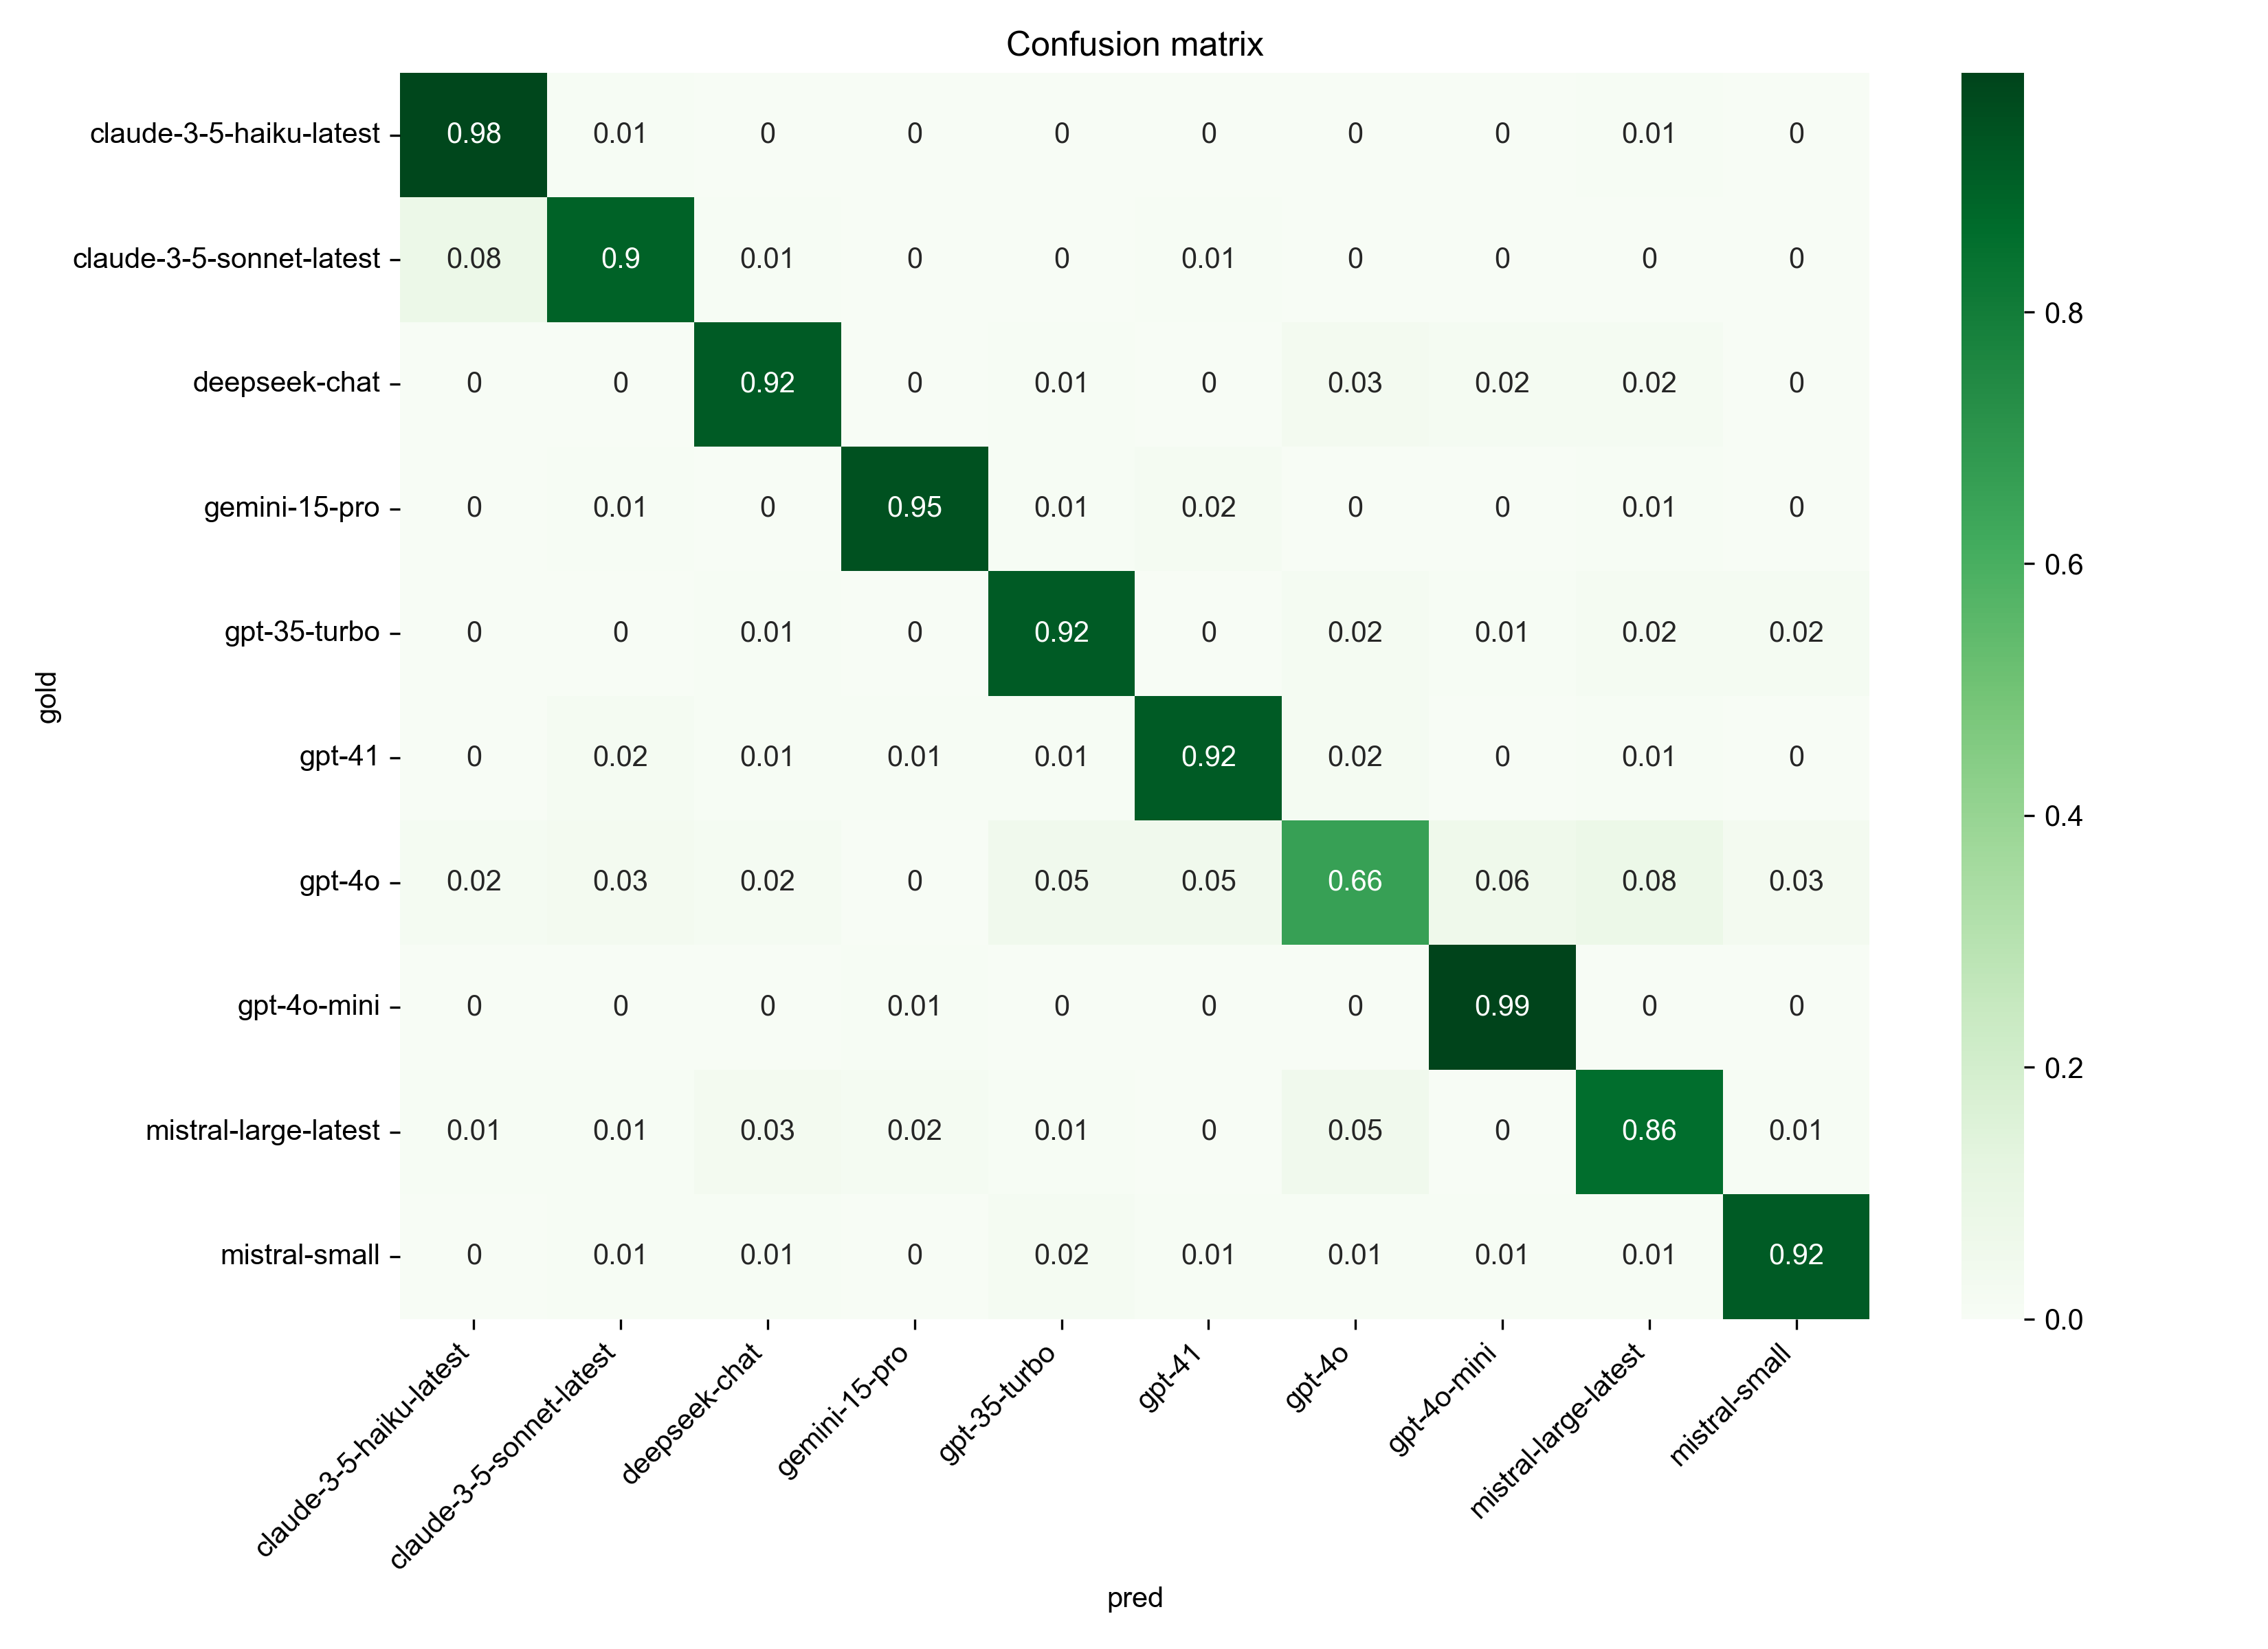 Confusion matrix
claude-3-5-haiku-latest 0.98 0.01 0 0 0 0 0 0 0.01 0
claude-3-5-sonnet-latest 0.08 0.9 0.01 0 0 0.01 0 0 0 0
deepseek-chat 0 0 0.92 0 0.01 0 0.03 0.02 0.02 0
gemini-15-pro 0 0.01 0 0.95 0.01 0.02 0 0 0.01 0
gpt-35-turbo 0 0 0.01 0 0.92 0 0.02 0.01 0.02 0.02
gpt-41 0 0.02 0.01 0.01 0.01 0.92 0.02 0 0.01 0
gpt-4o 0.02 0.03 0.02 0 0.05 0.05 0.66 0.06 0.08 0.03
gpt-4o-mini 0 0 0 0.01 0 0 0 0.99 0 0
mistral-large-latest 0.01 0.01 0.03 0.02 0.01 0 0.05 0 0.86 0.01
mistral-small 0 0.01 0.01 0 0.02 0.01 0.01 0.01 0.01 0.92
gold
claude-3-5-haiku-latest
claude-3-5-sonnet-latest
deepseek-chat
gemini-15-pro
gpt-35-turbo
gpt-41
gpt-4o
gpt-4o-mini
mistral-large-latest
mistral-small
pred
0.8
0.6
0.4
0.2
0.0